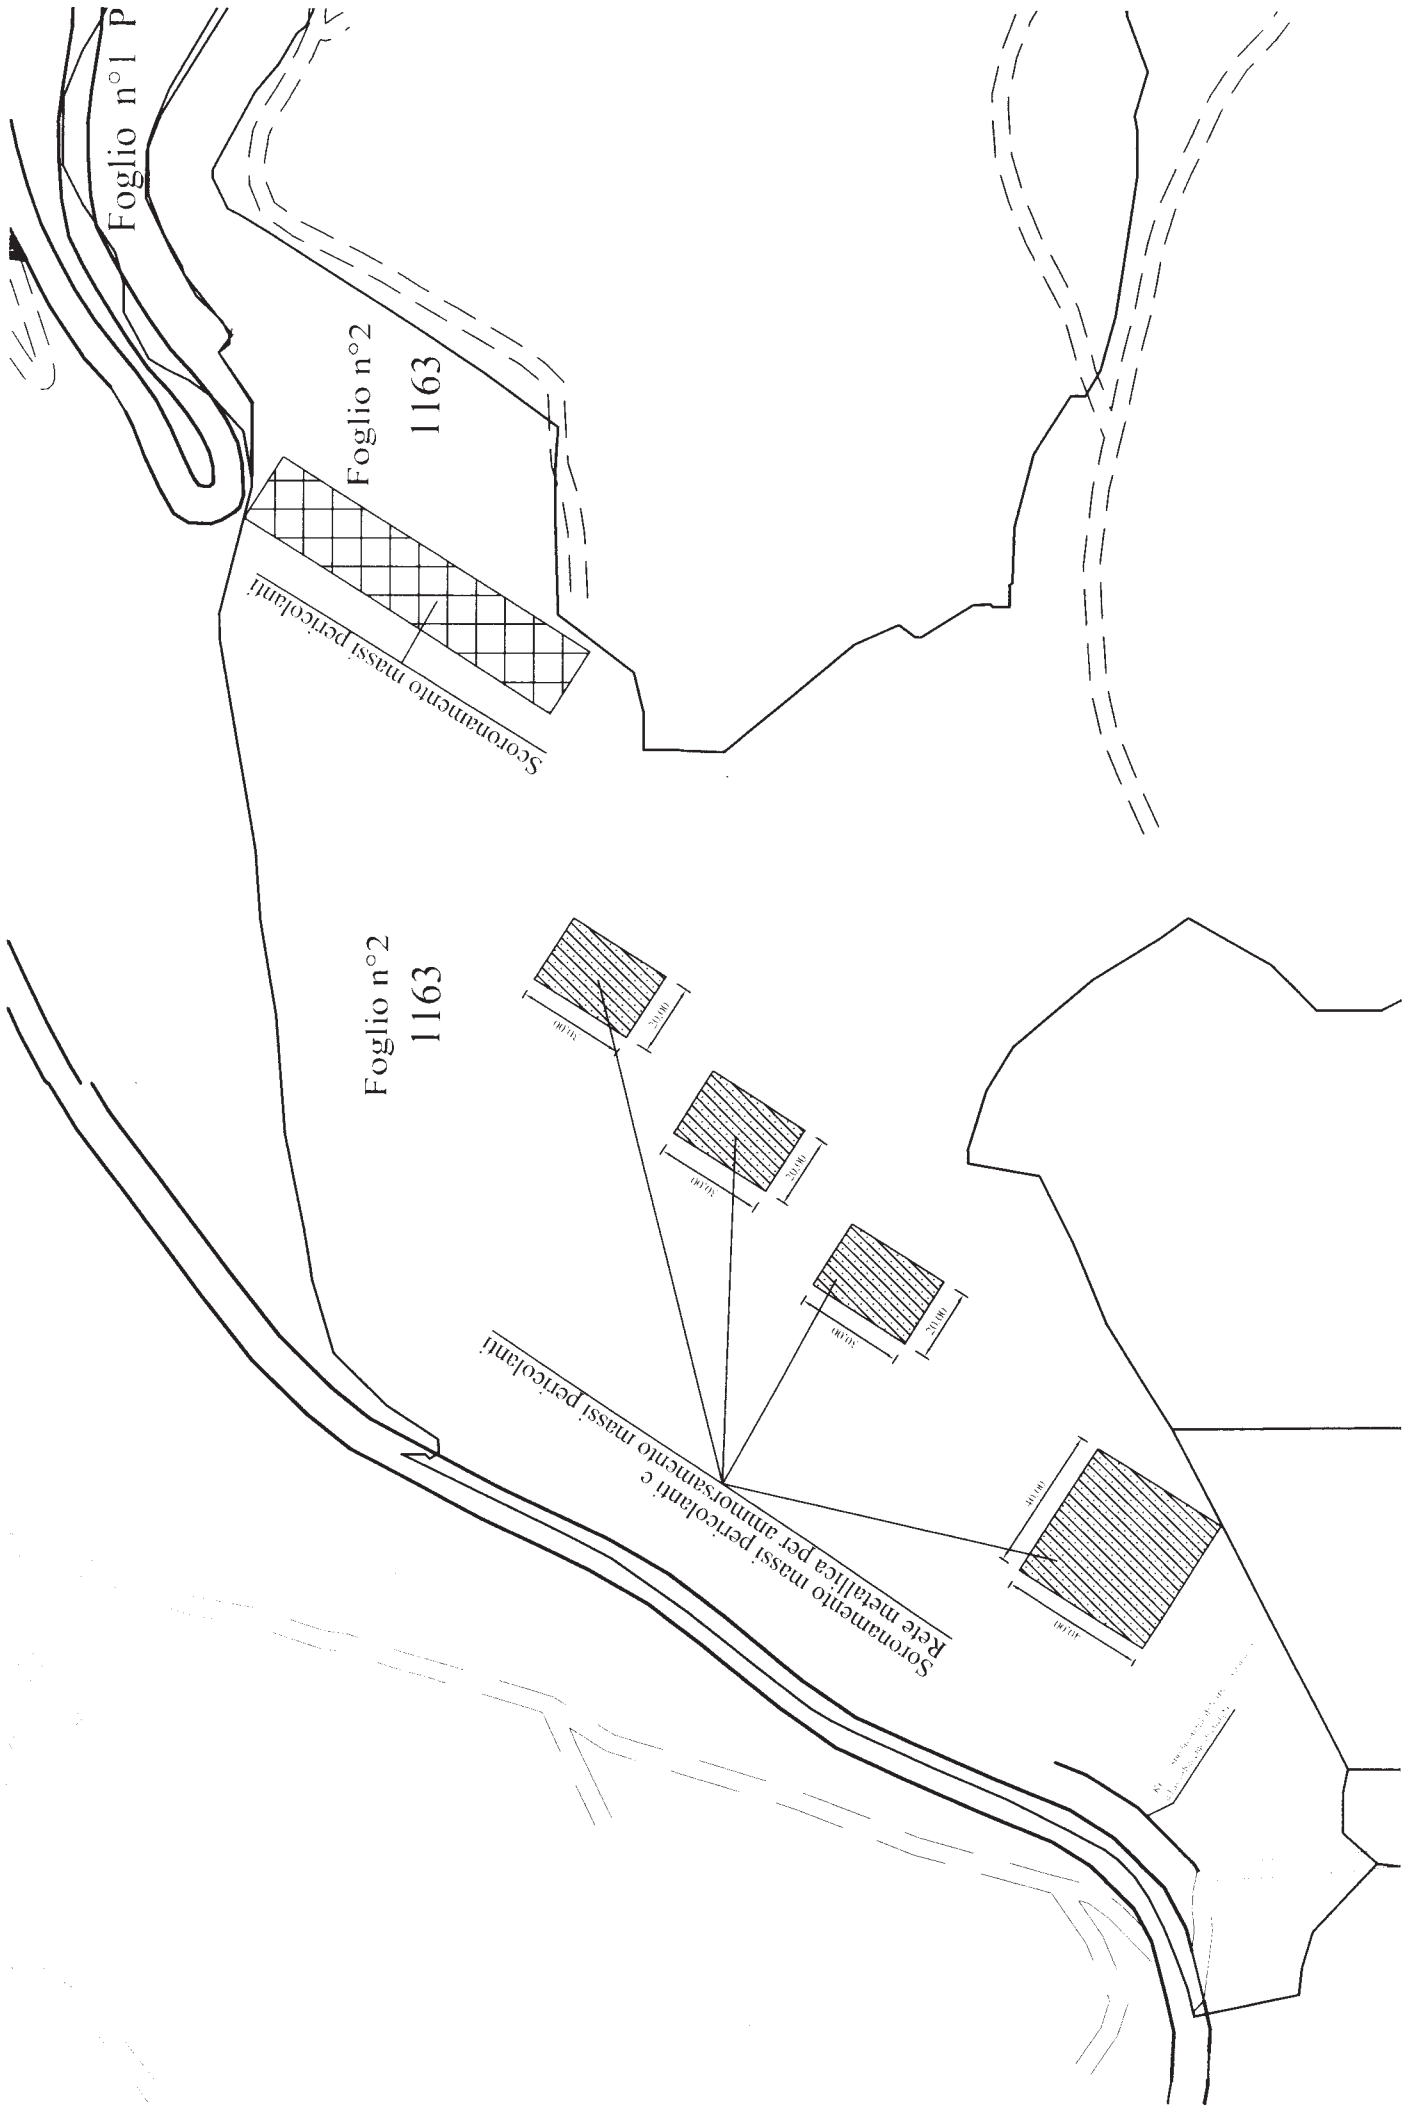 Foglio n°1 P
Foglio n°2
1163
Scoronamento massi pericolanti
Foglio n°2
1163
30,00
20,00
30,00
20,00
30,00
20,00
Soronamento massi pericolanti e
Rete metallica per ammorsamento massi pericolanti
40,00
40,00